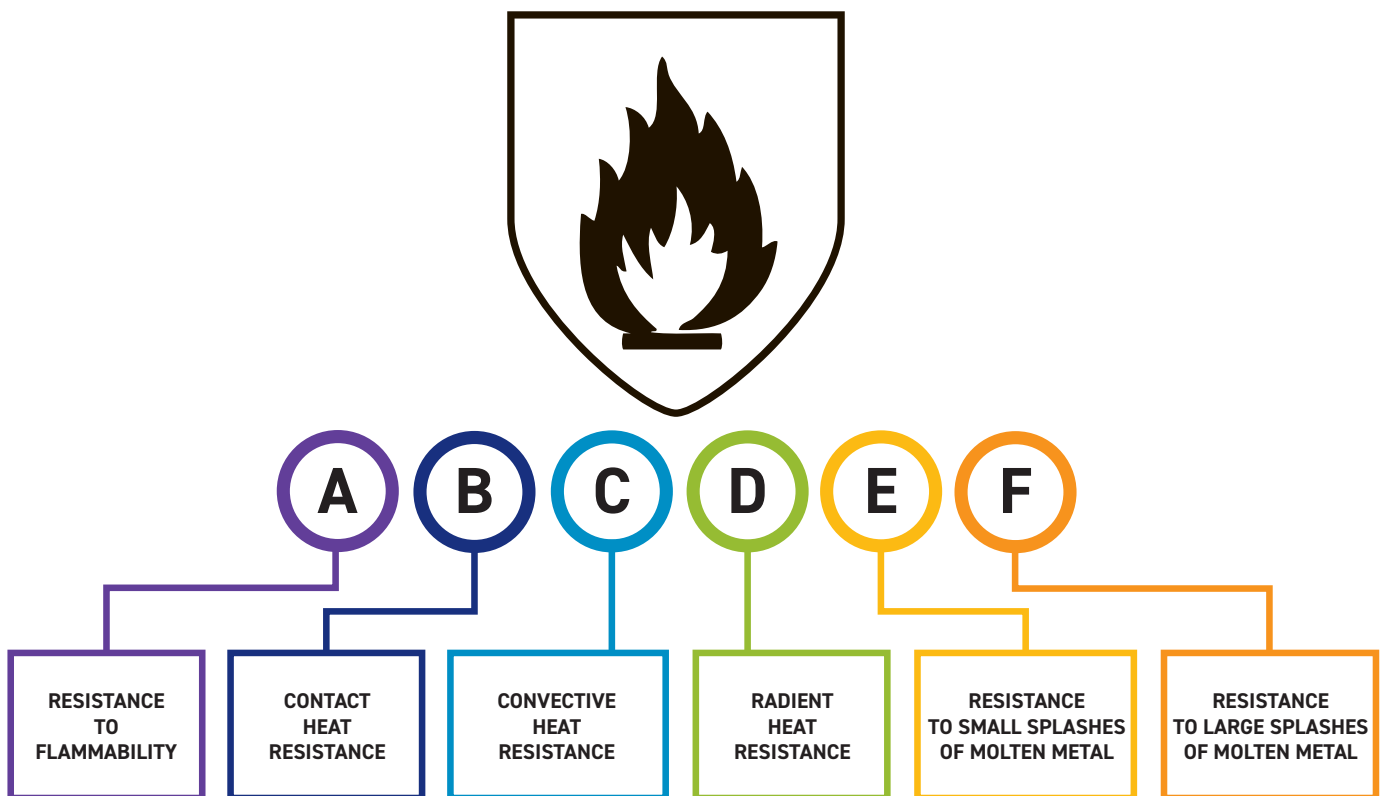 A B C D E F
RESISTANCE
TO
FLAMMABILITY
CONTACT
HEAT
RESISTANCE
CONVECTIVE
HEAT
RESISTANCE
RADIENT
HEAT
RESISTANCE
RESISTANCE
TO SMALL SPLASHES
OF MOLTEN METAL
RESISTANCE
TO LARGE SPLASHES
OF MOLTEN METAL